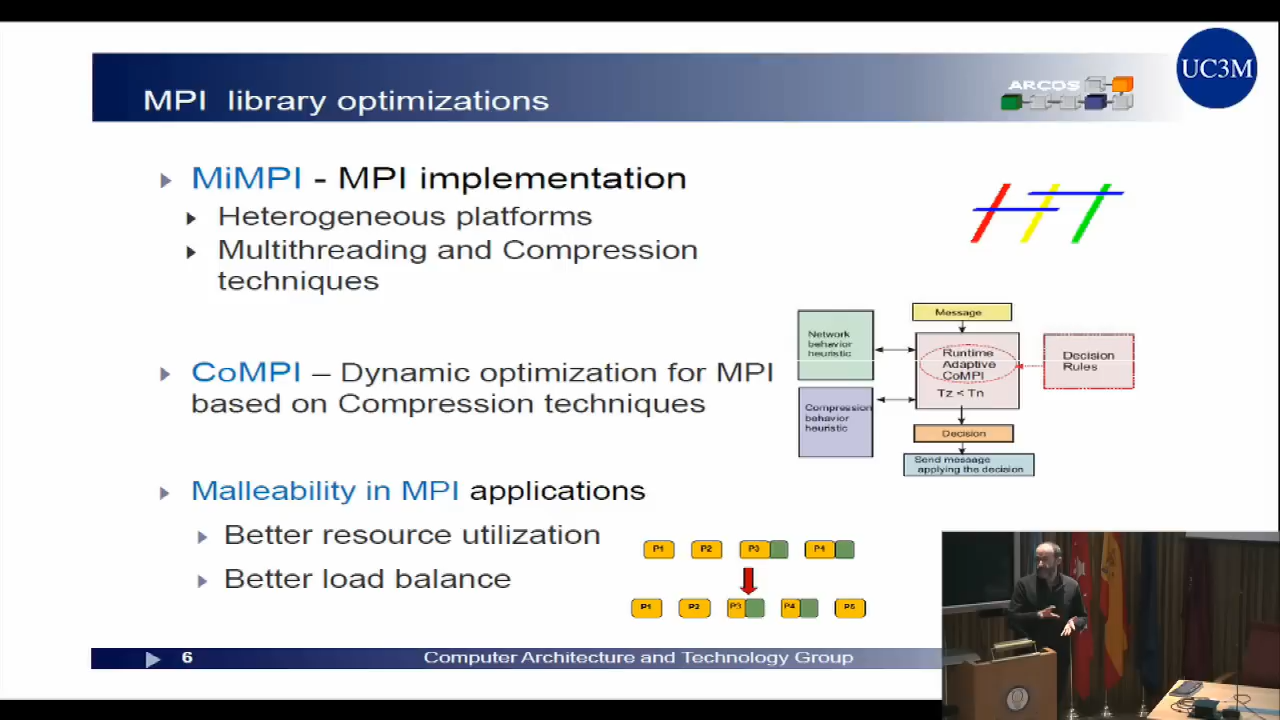 UC3M
MPI library optimizations
ARCOS
MiMPI - MPI implementation
Heterogeneous platforms
Multithreading and Compression
techniques
Message
Network
behavior
heuristic
Runtime
Adaptive
CoMPI
Tz < Tn
Decision
Rules
CoMPI – Dynamic optimization for MPI
based on Compression techniques
Compression
behavior
heuristic
Decision
Send message
applying the decision
Malleability in MPI applications
Better resource utilization
P1 P2 P3 P4
Better load balance
P1 P2 P3 P4 P5
6 Computer Architecture and Technology Group